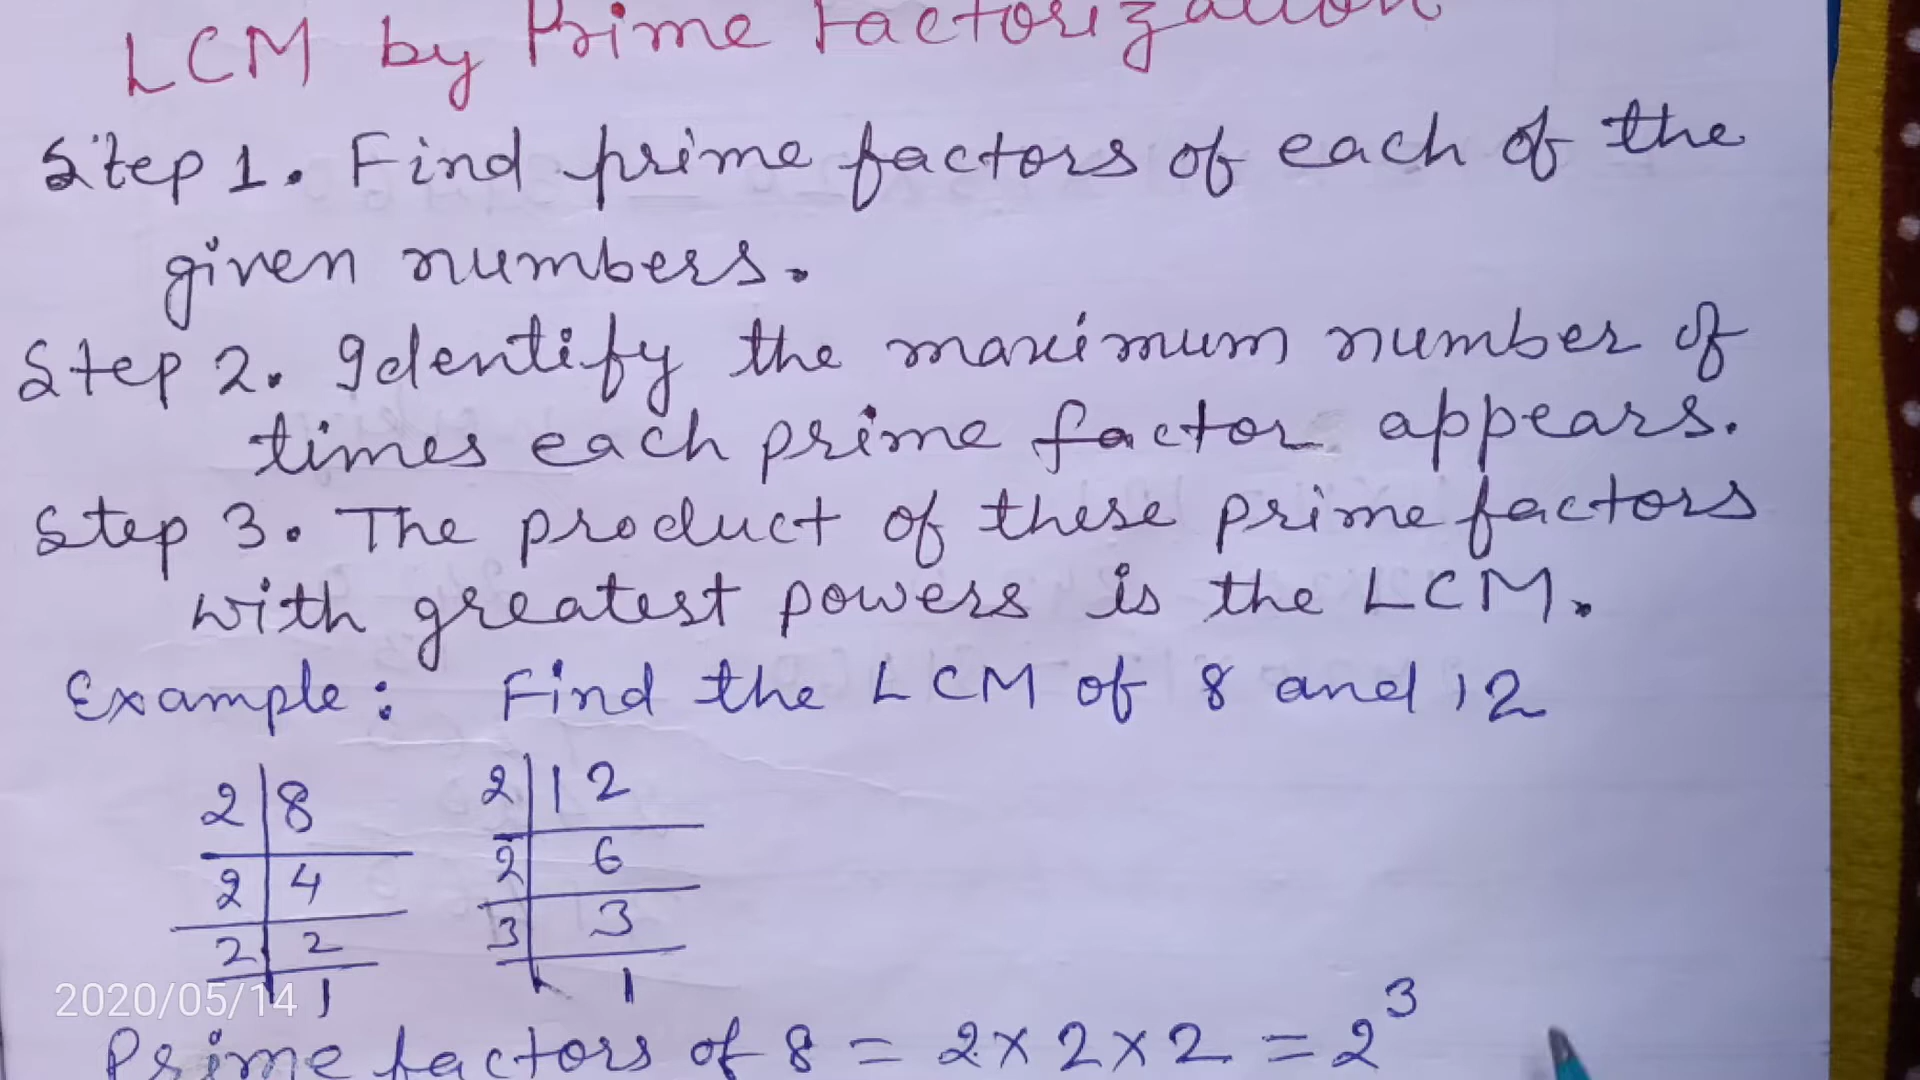 LCM by Prime Factorization
Step 1. Find prime factors of each of the
given numbers.
Step 2. Identify the maximum number of
times each prime factor appears.
Step 3. The product of these prime factors
with greatest powers is the LCM.
Example: Find the LCM of 8 and 12
2 8 2 12
2 4 2 6
2 2 3 3
1 1
2020/05/14
Prime factors of 8 = 2 × 2 × 2 = 2³